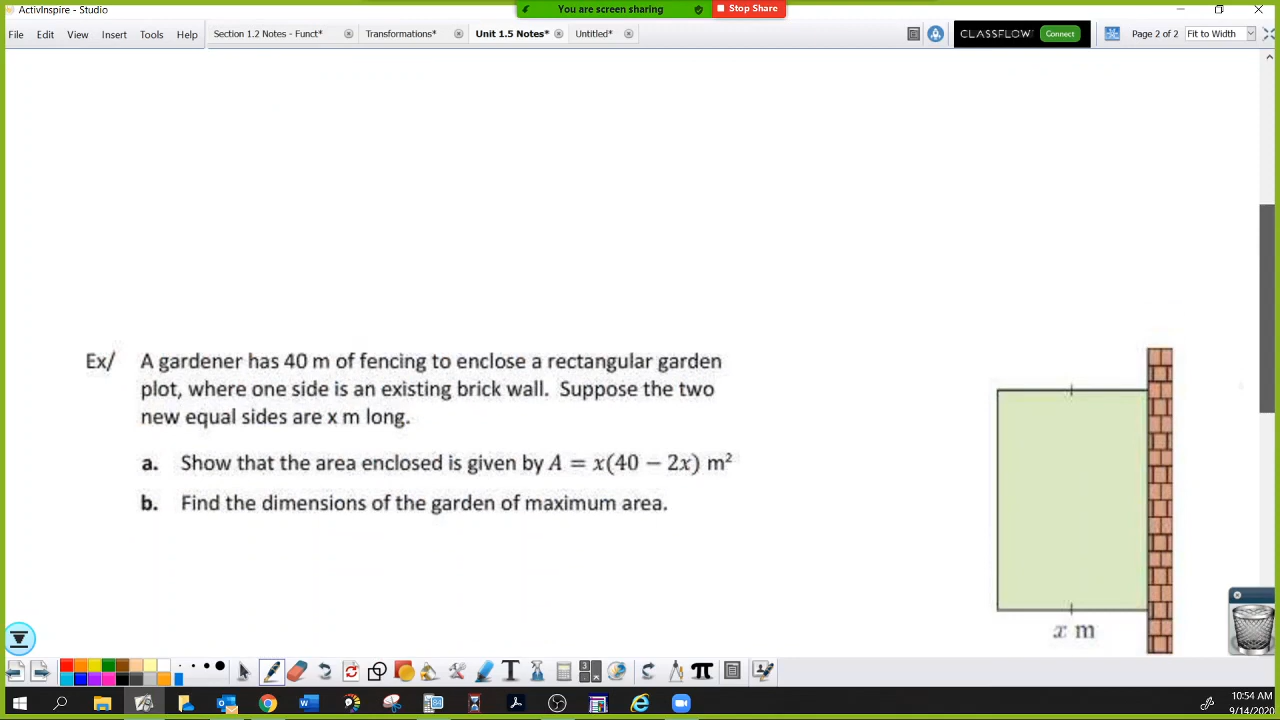 ActivInspire - Studio
You are screen sharing
Stop Share
File Edit View Insert Tools Help
Section 1.2 Notes - Funct*
Transformations*
Unit 1.5 Notes*
Untitled*
CLASSFLOW
Connect
Page 2 of 2
Fit to Width
Ex/ A gardener has 40 m of fencing to enclose a rectangular garden
plot, where one side is an existing brick wall. Suppose the two
new equal sides are x m long.
a. Show that the area enclosed is given by A = x(40 − 2x) m²
b. Find the dimensions of the garden of maximum area.
x m
10:54 AM
9/14/2020